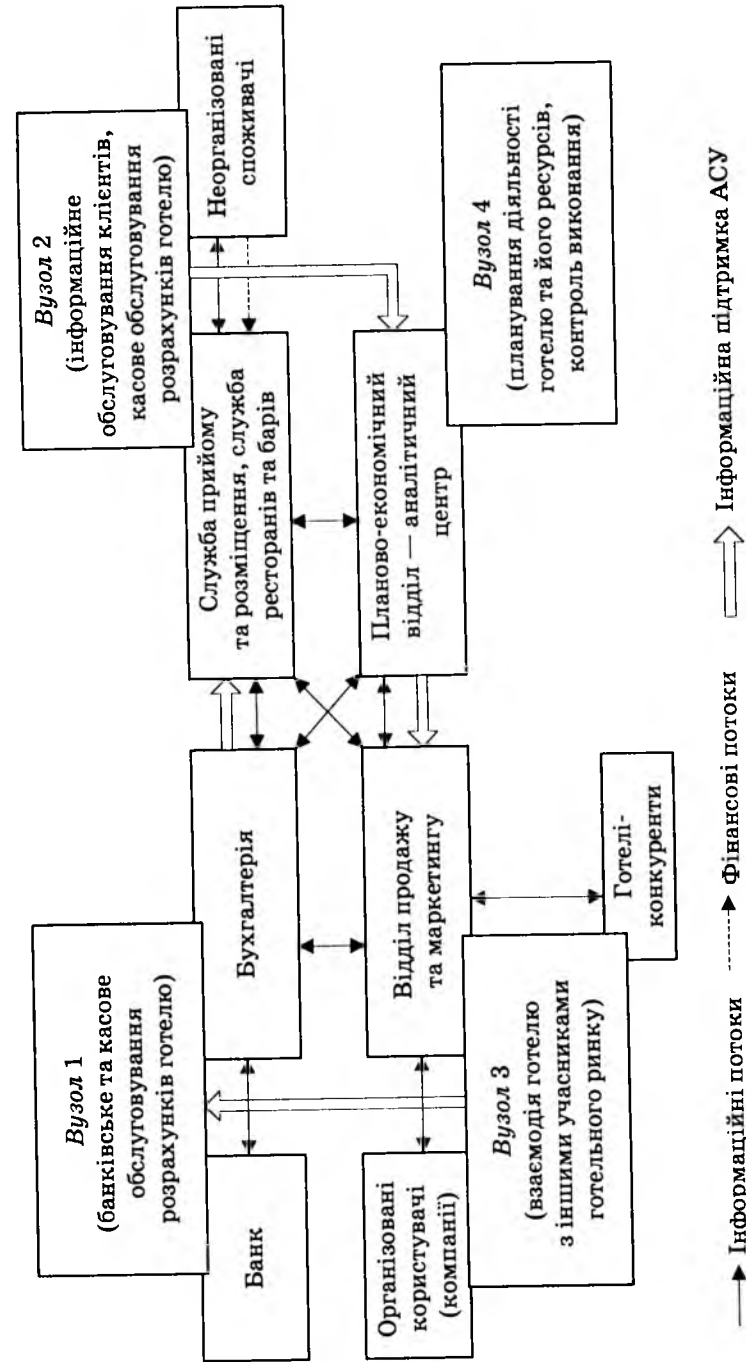 Вузол 1
(банківське та касове
обслуговування
розрахунків готелю)
Банк
Бухгалтерія
Вузол 2
(інформаційне
обслуговування клієнтів,
касове обслуговування
розрахунків готелю)
Служба прийому
та розміщення, служба
ресторанів та барів
Неорганізовані
споживачі
Організовані
користувачі
(компанії)
Відділ продажу
та маркетингу
Планово-економічний
відділ — аналітичний
центр
Вузол 3
(взаємодія готелю
з іншими учасниками
готельного ринку)
Готелі-
конкуренти
Вузол 4
(планування діяльності
готелю та його ресурсів,
контроль виконання)
Інформаційні потоки
Фінансові потоки
Інформаційна підтримка АСУ